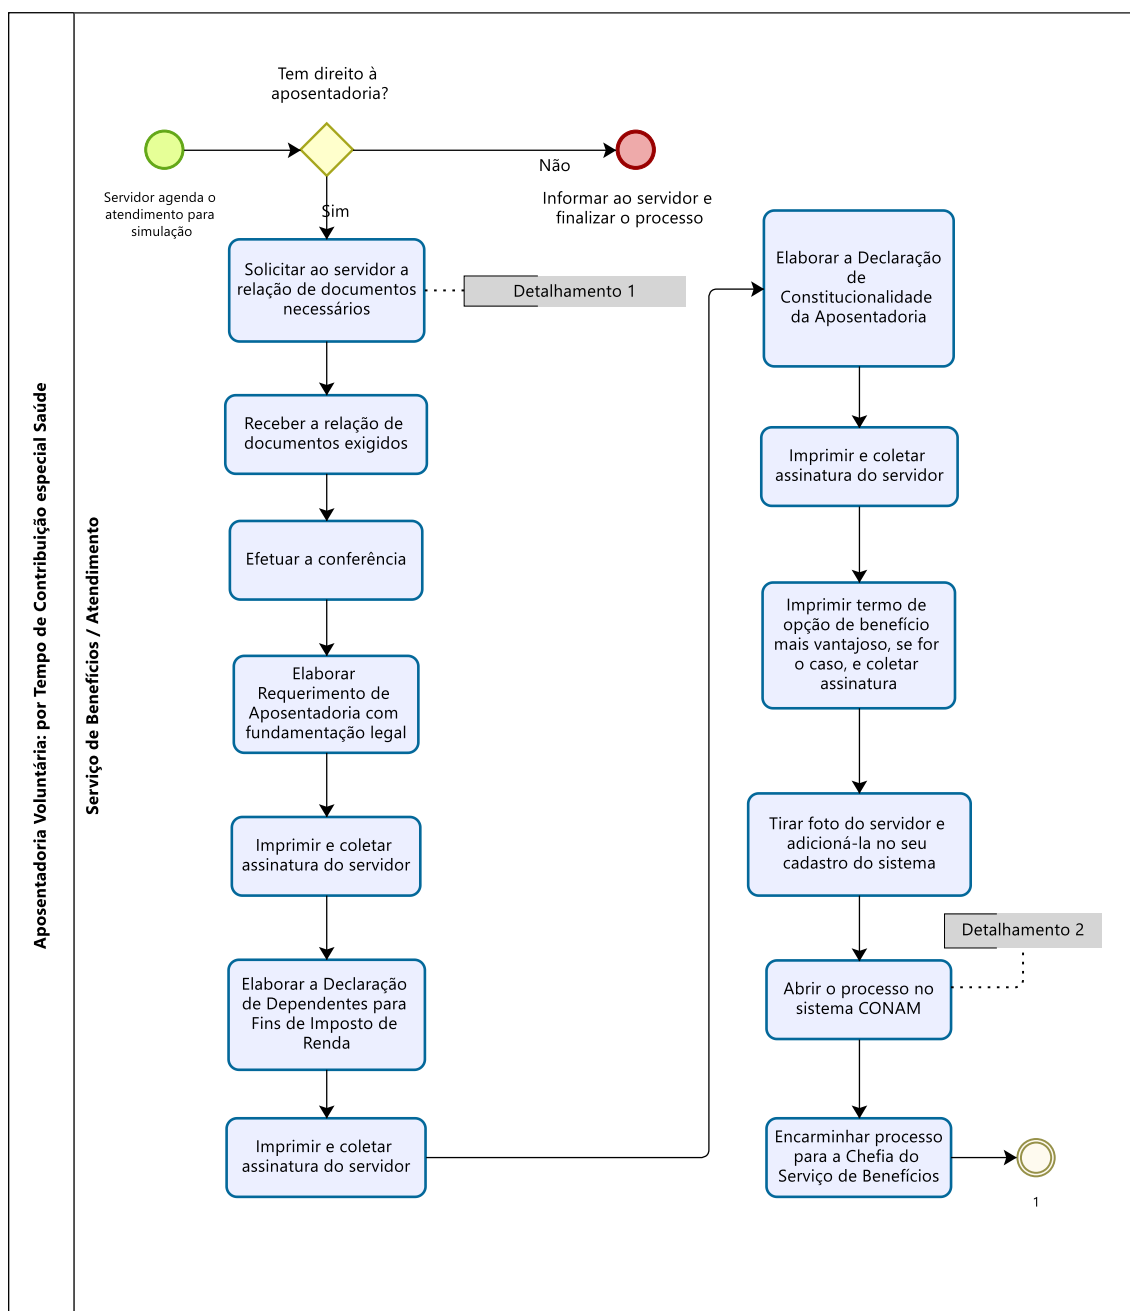 Aposentadoria Voluntária: por Tempo de Contribuição especial Saúde
Serviço de Benefícios / Atendimento
Tem direito à
aposentadoria?
Servidor agenda o
atendimento para
simulação
Não
Informar ao servidor e
finalizar o processo
Sim
Solicitar ao servidor a
relação de documentos
necessários
Detalhamento 1
Receber a relação de
documentos exigidos
Efetuar a conferência
Elaborar
Requerimento de
Aposentadoria com
fundamentação legal
Imprimir e coletar
assinatura do servidor
Elaborar a Declaração
de Dependentes para
Fins de Imposto de
Renda
Imprimir e coletar
assinatura do servidor
Elaborar a Declaração
de
Constitucionalidade
da Aposentadoria
Imprimir e coletar
assinatura do servidor
Imprimir termo de
opção de benefício
mais vantajoso, se for
o caso, e coletar
assinatura
Tirar foto do servidor e
adicioná-la no seu
cadastro do sistema
Detalhamento 2
Abrir o processo no
sistema CONAM
Encarminhar processo
para a Chefia do
Serviço de Benefícios
1